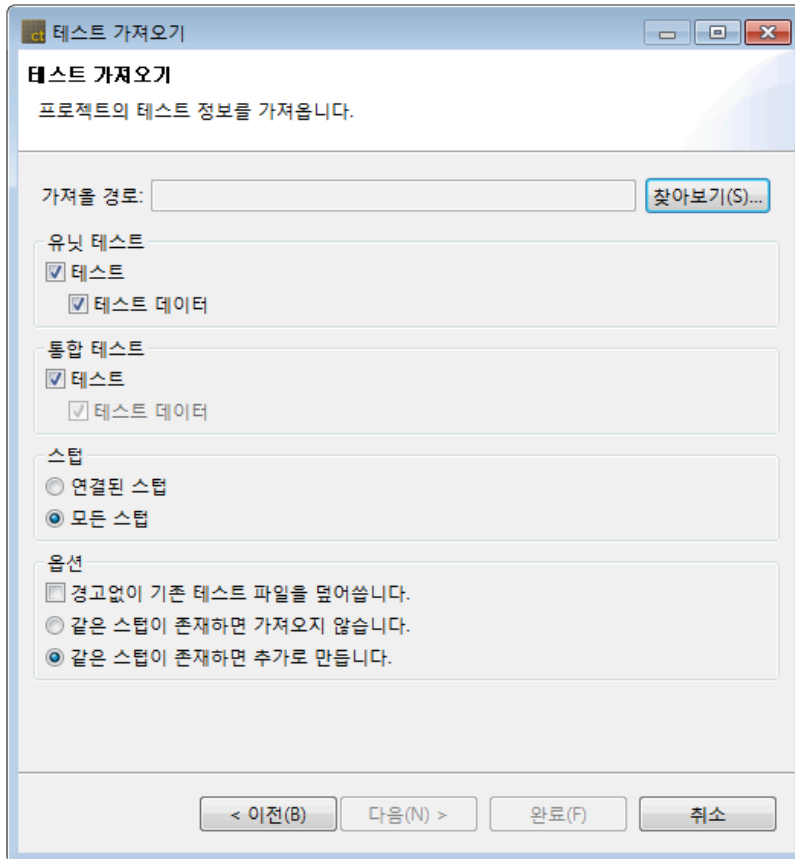 ct 테스트 가져오기
테스트 가져오기
프로젝트의 테스트 정보를 가져옵니다.
가져올 경로: 찾아보기(S)...
유닛 테스트
테스트
테스트 데이터
통합 테스트
테스트
테스트 데이터
스텁
연결된 스텁
모든 스텁
옵션
경고없이 기존 테스트 파일을 덮어씁니다.
같은 스텁이 존재하면 가져오지 않습니다.
같은 스텁이 존재하면 추가로 만듭니다.
< 이전(B) 다음(N) > 완료(F) 취소